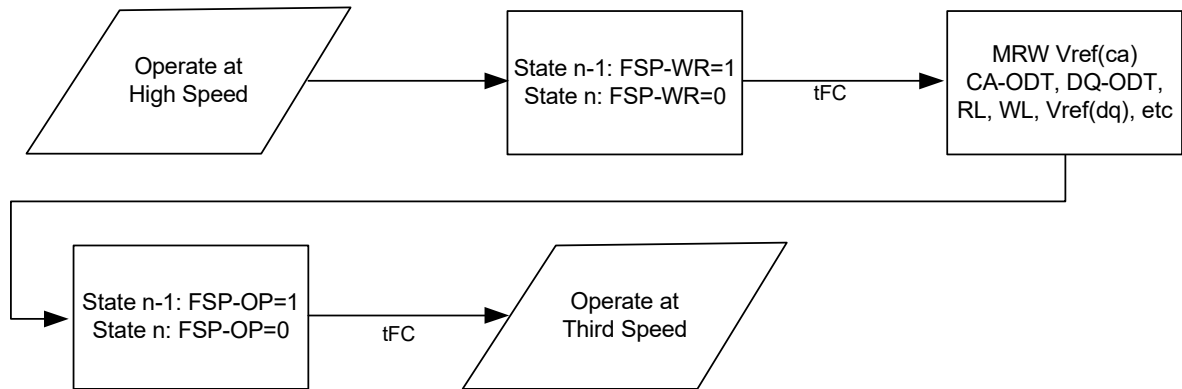 Operate at
High Speed
State n-1: FSP-WR=1
State n: FSP-WR=0
tFC
MRW Vref(ca)
CA-ODT, DQ-ODT,
RL, WL, Vref(dq), etc
State n-1: FSP-OP=1
State n: FSP-OP=0
tFC
Operate at
Third Speed